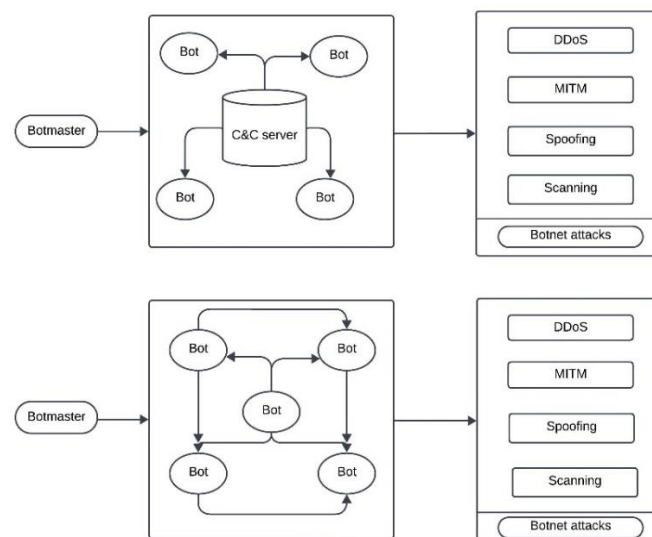 Bot
Bot
DDoS
MITM
Botmaster
C&C server
Spoofing
Bot
Bot
Scanning
Botnet attacks
Bot
Bot
DDoS
MITM
Botmaster
Bot
Spoofing
Bot
Bot
Scanning
Botnet attacks